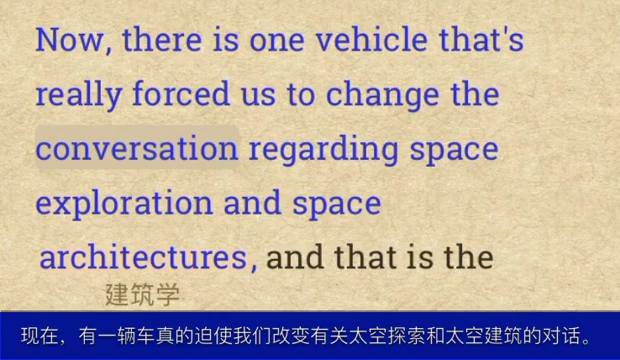 Now, there is one vehicle that's
really forced us to change the
conversation regarding space
exploration and space
architectures, and that is the
建筑学
现在，有一辆车真的迫使我们改变有关太空探索和太空建筑的对话。